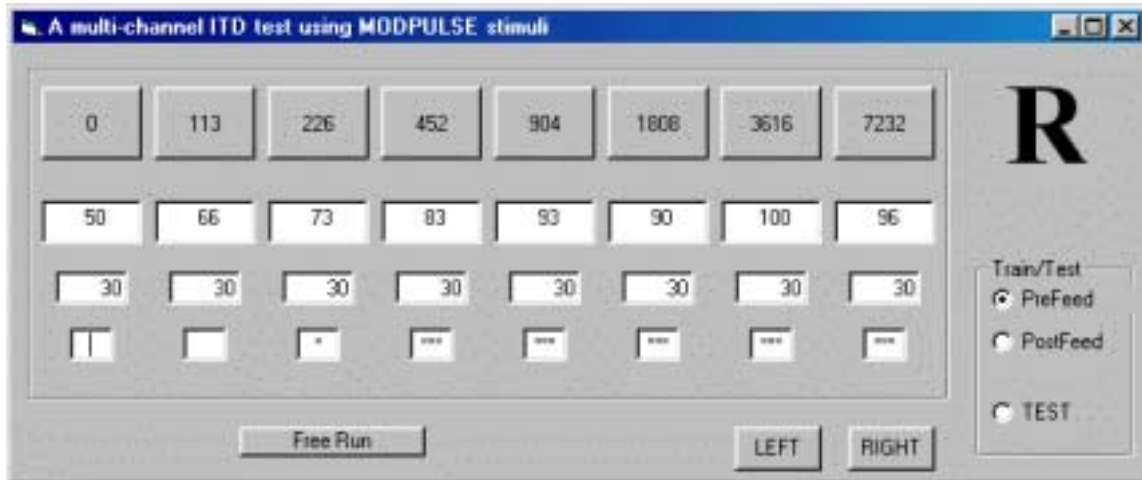 A multi-channel ITD test using MODPULSE stimuli
0 113 226 452 904 1808 3616 7232
R
50 66 73 83 93 90 100 96
30 30 30 30 30 30 30 30
* *** *** *** *** ***
Train/Test
PreFeed
PostFeed
TEST
Free Run
LEFT RIGHT